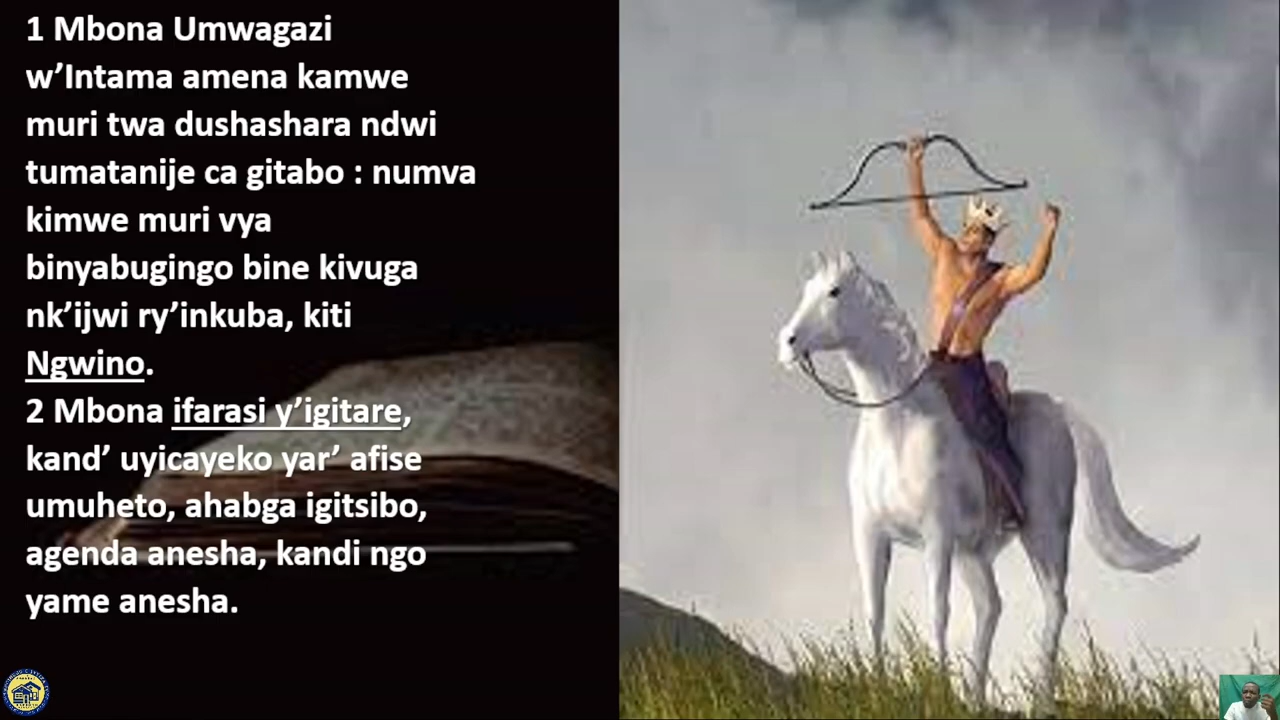 1 Mbona Umwagazi
w’Intama amena kamwe
muri twa dushashara ndwi
tumatanije ca gitabo : numva
kimwe muri vya
binyabugingo bine kivuga
nk’ijwi ry’inkuba, kiti
Ngwino.
2 Mbona ifarasi y’igitare,
kand’ uyicayeko yar’ afise
umuheto, ahabga igitsibo,
agenda anesha, kandi ngo
yame anesha.